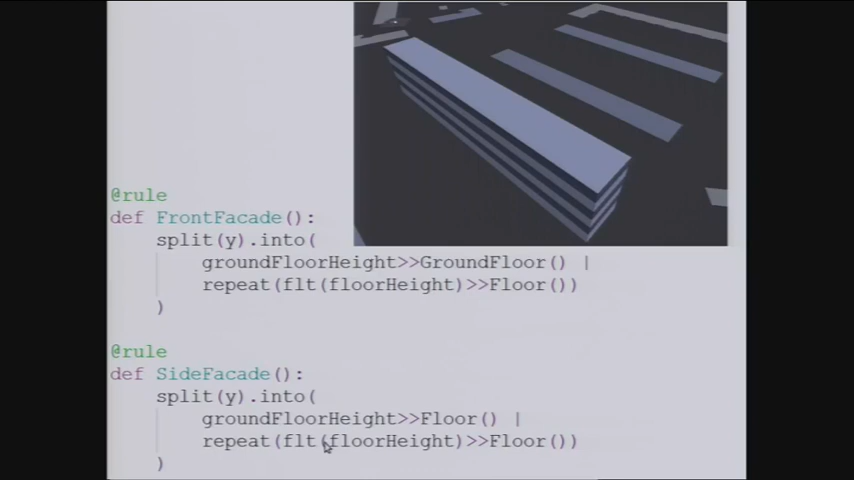 @rule
def FrontFacade():
split(y).into(
groundFloorHeight>>GroundFloor() |
repeat(flt(floorHeight)>>Floor())
)
@rule
def SideFacade():
split(y).into(
groundFloorHeight>>Floor() |
repeat(flt(floorHeight)>>Floor())
)